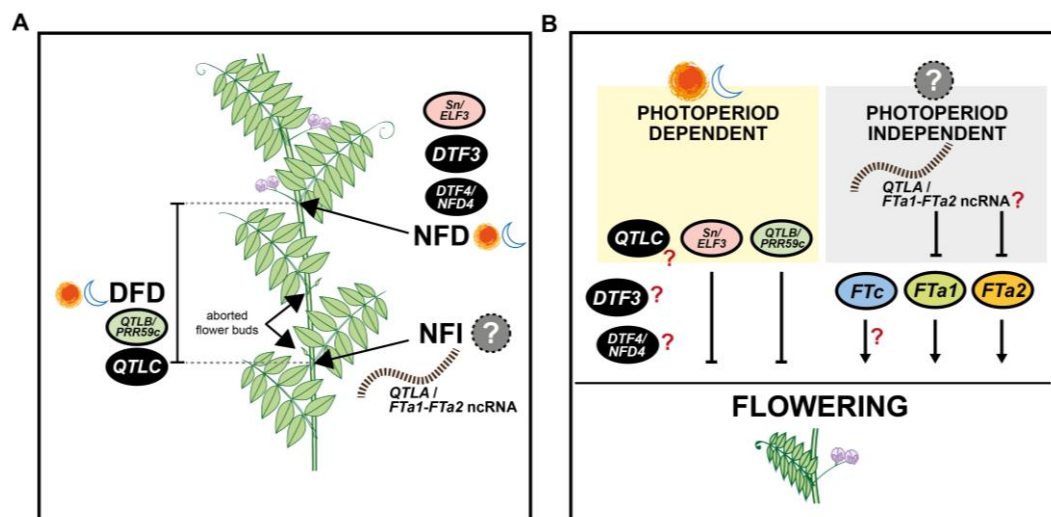 A
Sn/
ELF3
DTF3
DTF4/
NFD4
NFD
DFD
QTLB/
PRR59c
QTLC
aborted
flower buds
NFI ?
QTLA /
FTa1-FTa2 ncRNA
B
?
PHOTOPERIOD
DEPENDENT
PHOTOPERIOD
INDEPENDENT
QTLA /
FTa1-FTa2 ncRNA ?
QTLC ?
Sn/
ELF3
QTLB/
PRR59c
DTF3 ?
DTF4/
NFD4 ?
FTc
FTa1
FTa2
?
FLOWERING